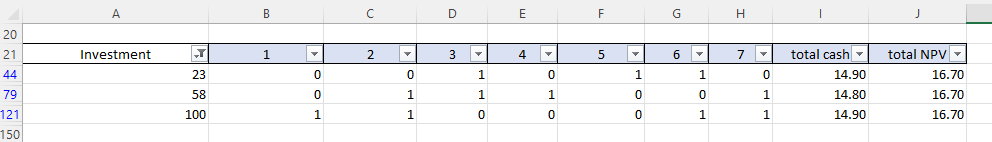 A B C D E F G H I J
20
21 Investment 1 2 3 4 5 6 7 total cash total NPV
44 23 0 0 1 0 1 1 0 14.90 16.70
79 58 0 1 1 1 0 0 1 14.80 16.70
121 100 1 1 0 0 0 1 1 14.90 16.70
150